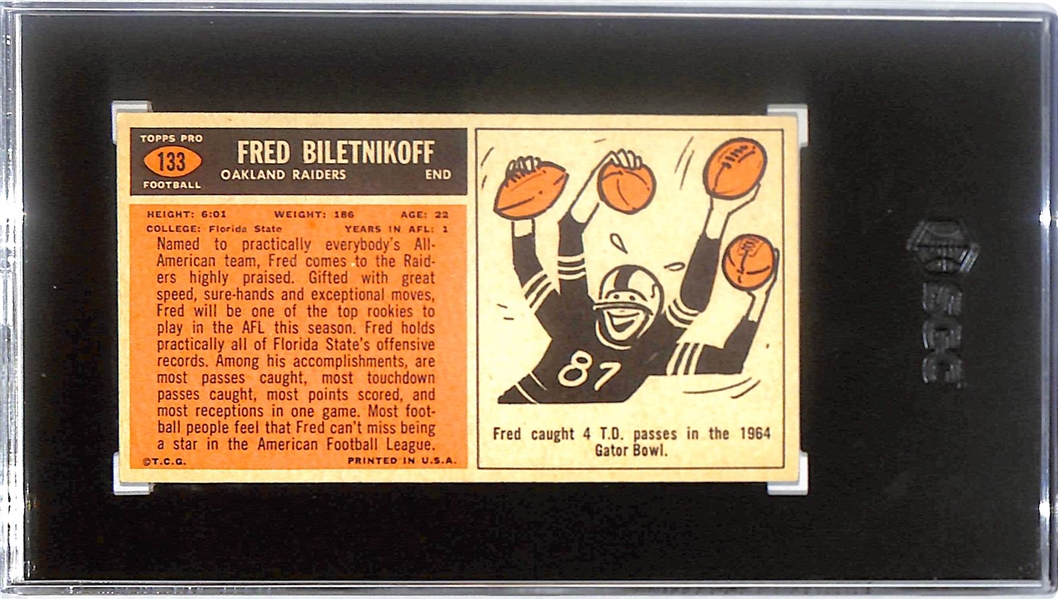 TOPPS PRO
133
FOOTBALL
FRED BILETNIKOFF
OAKLAND RAIDERS END
HEIGHT: 6:01 WEIGHT: 186 AGE: 22
COLLEGE: Florida State YEARS IN AFL: 1
Named to practically everybody's All-
American team, Fred comes to the Raid-
ers highly praised. Gifted with great
speed, sure-hands and exceptional moves,
Fred will be one of the top rookies to
play in the AFL this season. Fred holds
practically all of Florida State's offensive
records. Among his accomplishments, are
most passes caught, most touchdown
passes caught, most points scored, and
most receptions in one game. Most foot-
ball people feel that Fred can't miss being
a star in the American Football League.
©T.C.G. PRINTED IN U.S.A.
87
Fred caught 4 T.D. passes in the 1964
Gator Bowl.
SGC